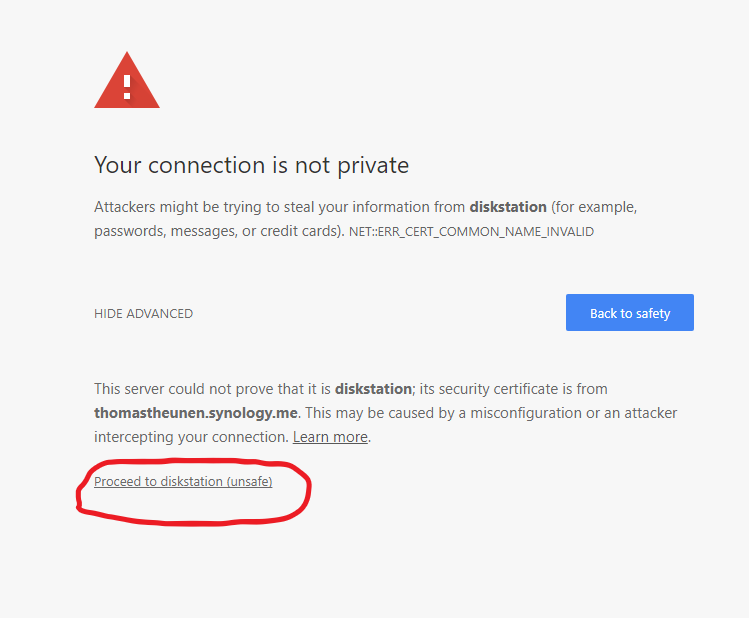 Your connection is not private
Attackers might be trying to steal your information from diskstation (for example,
passwords, messages, or credit cards). NET::ERR_CERT_COMMON_NAME_INVALID
HIDE ADVANCED
Back to safety
This server could not prove that it is diskstation; its security certificate is from
thomastheunen.synology.me. This may be caused by a misconfiguration or an attacker
intercepting your connection. Learn more.
Proceed to diskstation (unsafe)